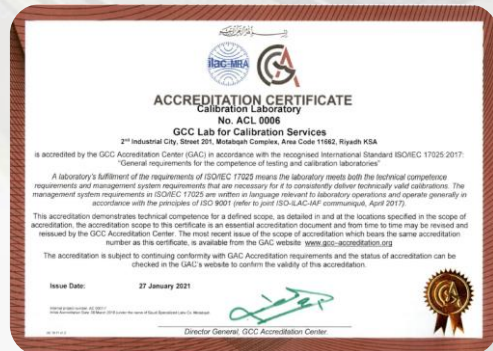 ilac-MRA
ACCREDITATION CERTIFICATE
Calibration Laboratory
No. ACL 0006
GCC Lab for Calibration Services
2nd Industrial City, Street 201, Motabqah Complex, Area Code 11662, Riyadh KSA
is accredited by the GCC Accreditation Center (GAC) in accordance with the recognised International Standard ISO/IEC 17025:2017:
"General requirements for the competence of testing and calibration laboratories"
A laboratory's fulfillment of the requirements of ISO/IEC 17025 means the laboratory meets both the technical competence
requirements and management system requirements that are necessary for it to consistently deliver technically valid calibrations. The
management system requirements in ISO/IEC 17025 are written in language relevant to laboratory operations and operate generally in
accordance with the principles of ISO 9001 (refer to joint ISO-ILAC-IAF communiqué, April 2017).
This accreditation demonstrates technical competence for a defined scope, as detailed in and at the locations specified in the scope of
accreditation, the accreditation scope to this certificate is an essential accreditation document and from time to time may be revised and
reissued by the GCC Accreditation Center. The most recent issue of the scope of accreditation which bears the same accreditation
number as this certificate, is available from the GAC website www.gcc-accreditation.org
The accreditation is subject to continuing conformity with GAC Accreditation requirements and the status of accreditation can be
checked in the GAC's website to confirm the validity of this accreditation.
Issue Date: 27 January 2021
Director General, GCC Accreditation Center